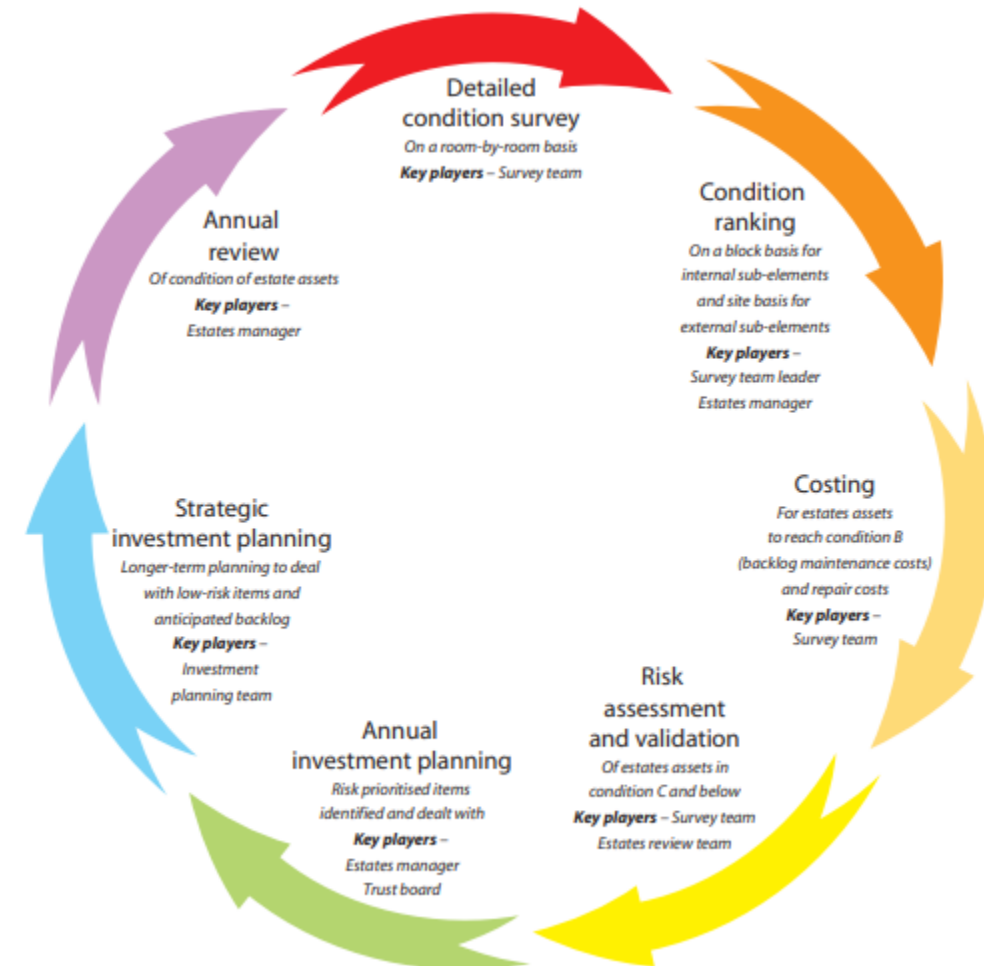 Detailed
condition survey
On a room-by-room basis
Key players – Survey team
Condition
ranking
On a block basis for
internal sub-elements
and site basis for
external sub-elements
Key players –
Survey team leader
Estates manager
Costing
For estates assets
to reach condition B
(backlog maintenance costs)
and repair costs
Key players –
Survey team
Risk
assessment
and validation
Of estates assets in
condition C and below
Key players – Survey team
Estates review team
Annual
investment planning
Risk prioritised items
identified and dealt with
Key players –
Estates manager
Trust board
Strategic
investment planning
Longer-term planning to deal
with low-risk items and
anticipated backlog
Key players –
Investment
planning team
Annual
review
Of condition of estate assets
Key players –
Estates manager